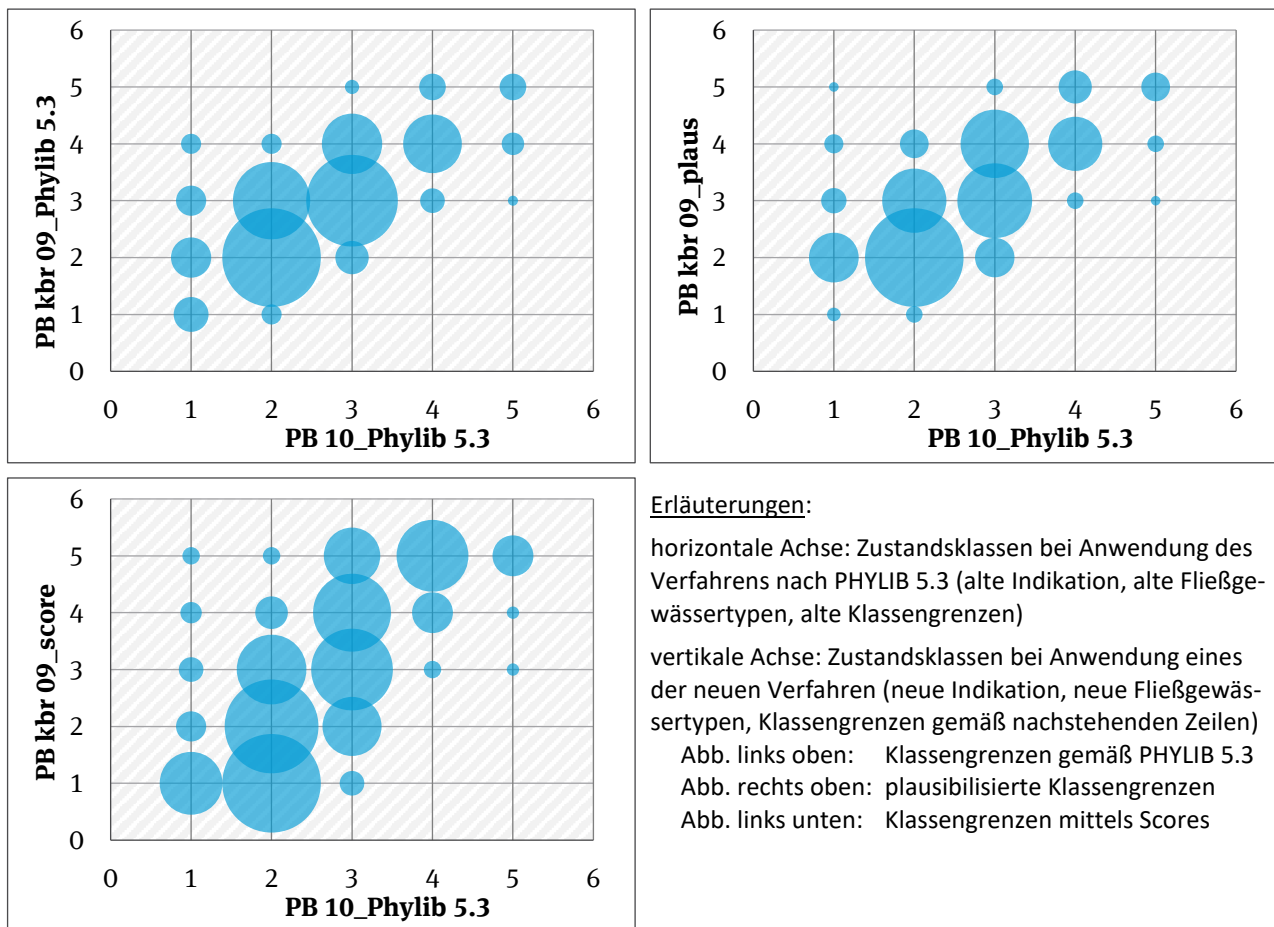 6
5
4
3
2
1
0
PB kbr 09_Phylib 5.3
0 1 2 3 4 5 6
PB 10_Phylib 5.3
6
5
4
3
2
1
0
PB kbr 09_plaus
0 1 2 3 4 5 6
PB 10_Phylib 5.3
6
5
4
3
2
1
0
PB kbr 09_score
0 1 2 3 4 5 6
PB 10_Phylib 5.3
Erläuterungen:
horizontale Achse: Zustandsklassen bei Anwendung des
Verfahrens nach PHYLIB 5.3 (alte Indikation, alte Fließge-
wässertypen, alte Klassengrenzen)
vertikale Achse: Zustandsklassen bei Anwendung eines
der neuen Verfahren (neue Indikation, neue Fließgewäs-
sertypen, Klassengrenzen gemäß nachstehenden Zeilen)
Abb. links oben: Klassengrenzen gemäß PHYLIB 5.3
Abb. rechts oben: plausibilisierte Klassengrenzen
Abb. links unten: Klassengrenzen mittels Scores